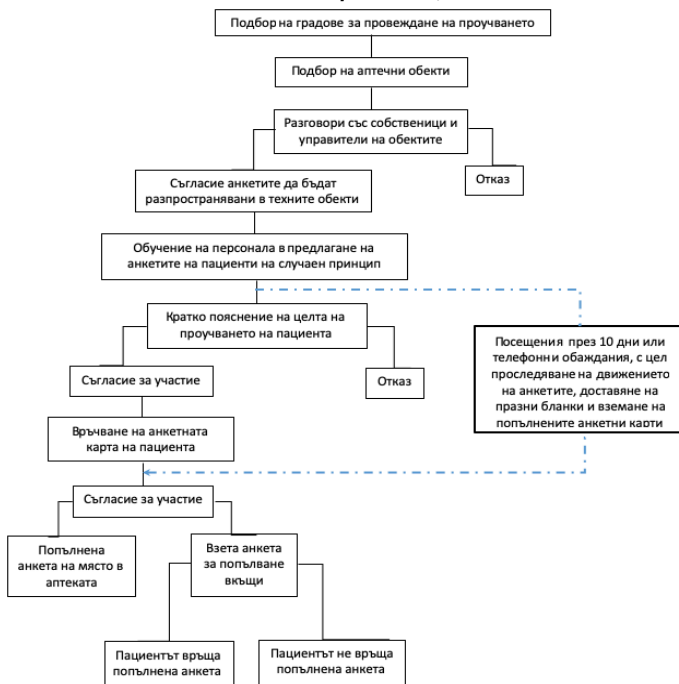 Подбор на градове за провеждане на проучването
Подбор на аптечни обекти
Разговори със собственици и
управители на обектите
Отказ
Съгласие анкетите да бъдат
разпространявани в техните обекти
Обучение на персонала в предлагане на
анкетите на пациенти на случаен принцип
Кратко пояснение на целта на
проучването на пациента
Посещения през 10 дни или
телефонни обаждания, с цел
проследяване на движението
на анкетите, доставяне на
празни бланки и вземане на
попълнените анкетни карти
Съгласие за участие
Отказ
Връчване на анкетната
карта на пациента
Съгласие за участие
Попълнена
анкета на място в
аптеката
Взета анкета
за попълване
вкъщи
Пациентът връща
попълнена анкета
Пациентът не връща
попълнена анкета